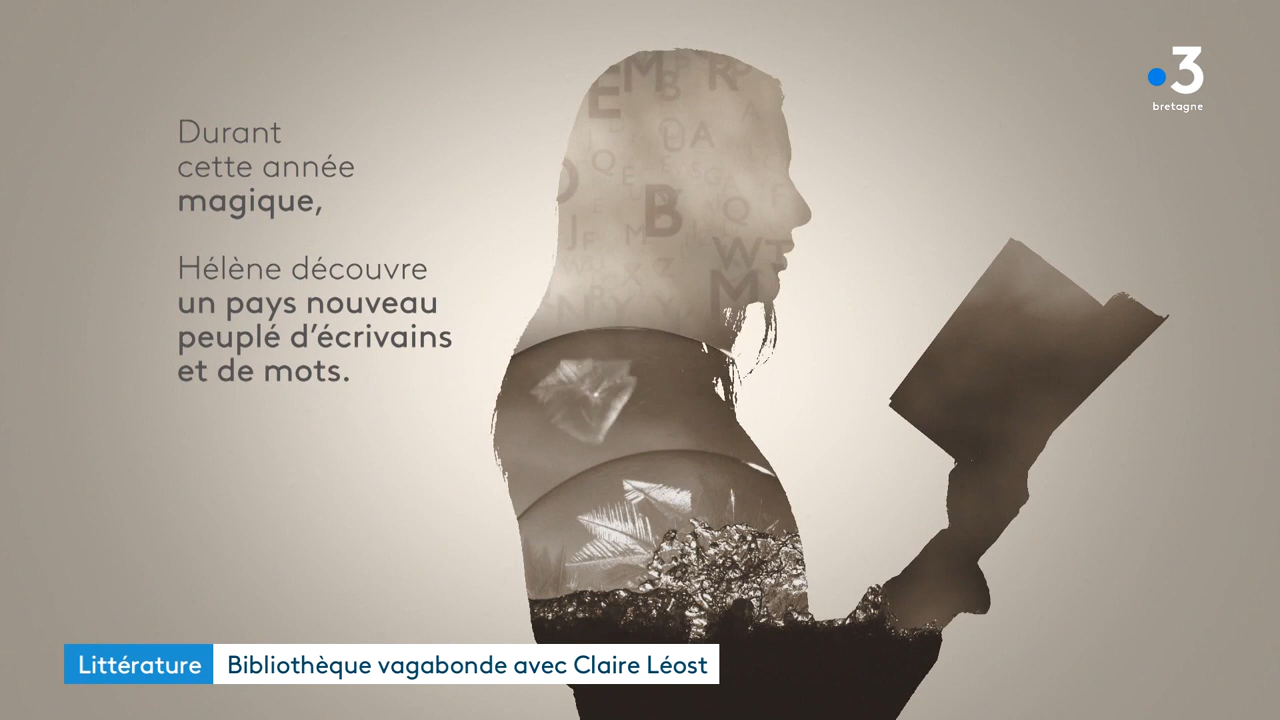 Durant
cette année
magique,
Hélène découvre
un pays nouveau
peuplé d'écrivains
et de mots.
3
bretagne
Littérature
Bibliothèque vagabonde avec Claire Léost